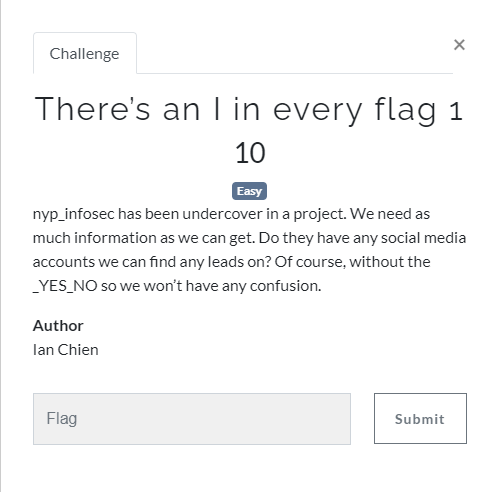 Challenge
×
There's an I in every flag 1
10
Easy
nyp_infosec has been undercover in a project. We need as
much information as we can get. Do they have any social media
accounts we can find any leads on? Of course, without the
_YES_NO so we won't have any confusion.
Author
Ian Chien
Flag
Submit